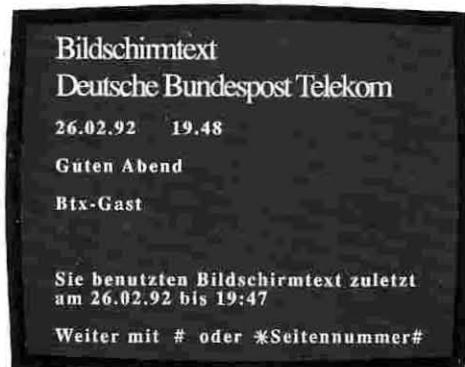 Bildschirmtext
Deutsche Bundespost Telekom
26.02.92 19.48
Guten Abend
Btx-Gast
Sie benutzten Bildschirmtext zuletzt
am 26.02.92 bis 19:47
Weiter mit # oder *Seitennummer#